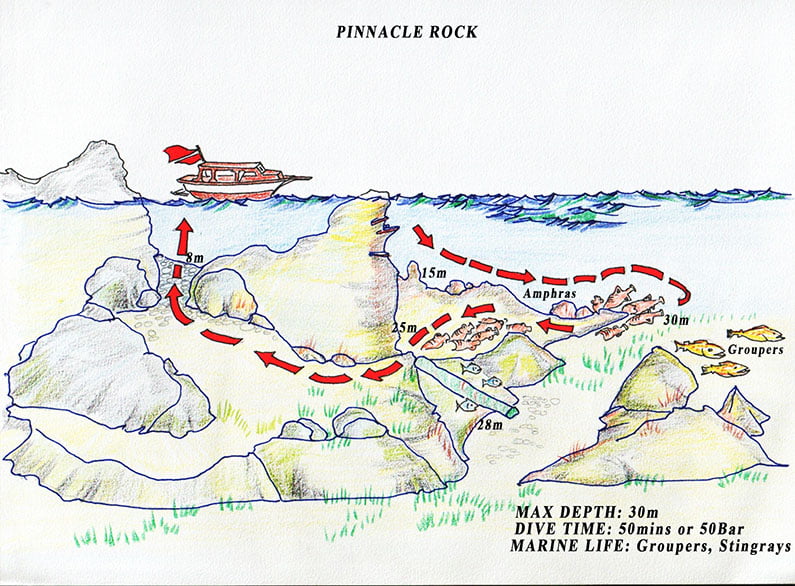 PINNACLE ROCK
8m
15m
Amphras
30m
25m
Groupers
28m
MAX DEPTH: 30m
DIVE TIME: 50mins or 50Bar
MARINE LIFE: Groupers, Stingrays